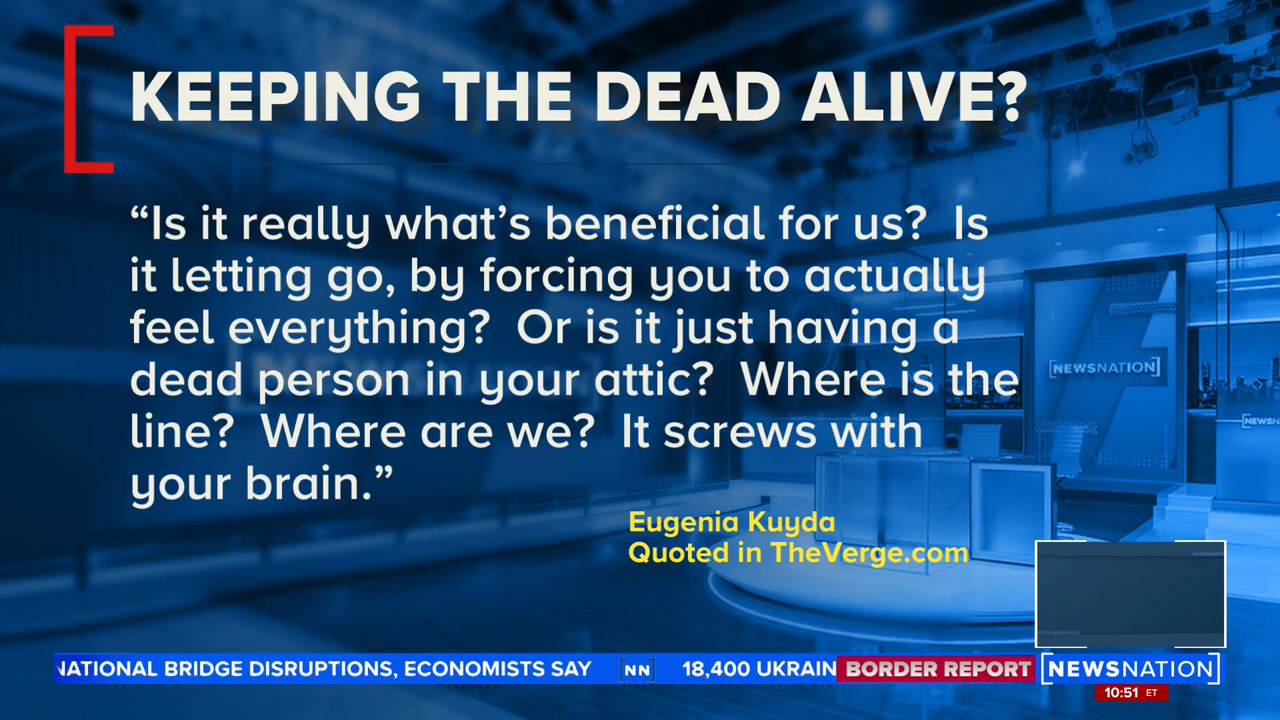 KEEPING THE DEAD ALIVE?
“Is it really what’s beneficial for us? Is
it letting go, by forcing you to actually
feel everything? Or is it just having a
dead person in your attic? Where is the
line? Where are we? It screws with
your brain.”
Eugenia Kuyda
Quoted in TheVerge.com
NEWSNATION
NATIONAL BRIDGE DISRUPTIONS, ECONOMISTS SAY NN 18,400 UKRAIN BORDER REPORT NEWSNATION
10:51 ET